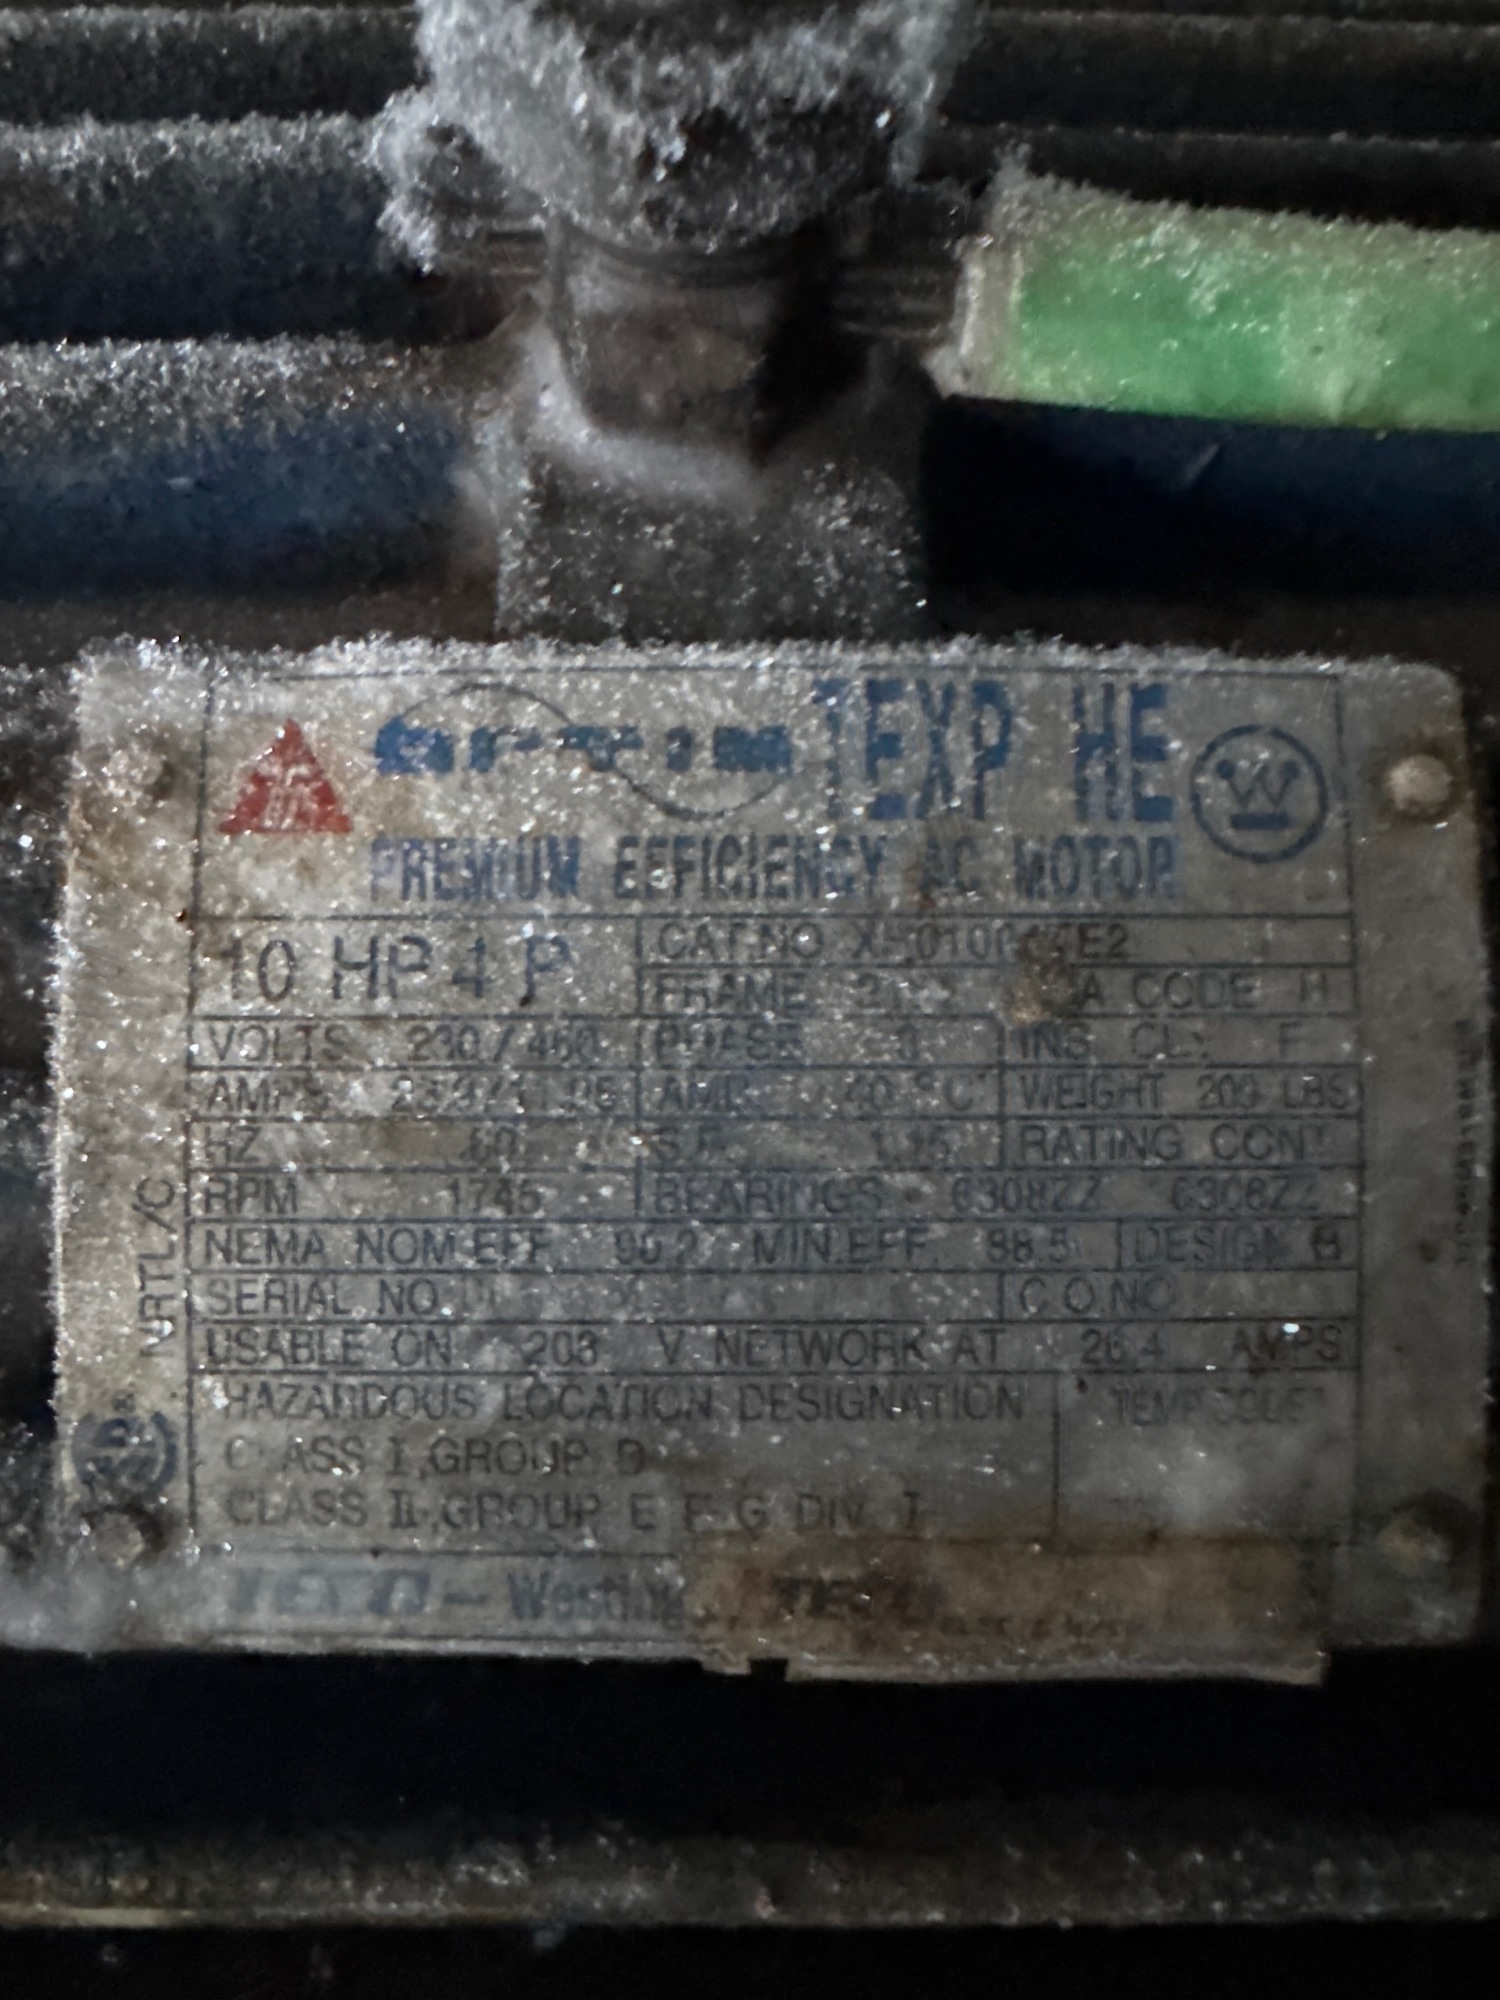 TEXP HE
PREMIUM EFFICIENCY AC MOTOR
10 HP 4 P
CAT.NO.
FRAME CODE H
VOLTS 230/460 PHASE 3 INS. CL. F
AMPS AMB. 40 °C WEIGHT LBS
HZ 60 S.F. 1.15 RATING CONT.
RPM 1745 BEARINGS 6308ZZ 6308ZZ
NEMA NOM.EFF. 90.2 MIN.EFF. 88.5 DESIGN B
SERIAL NO. C.O.NO.
USABLE ON 208 V. NETWORK AT 26.4 AMPS
HAZARDOUS LOCATION DESIGNATION TEMP CODE
CLASS I, GROUP D
CLASS II, GROUP E F G DIV. I
TECO -
NRTL/C